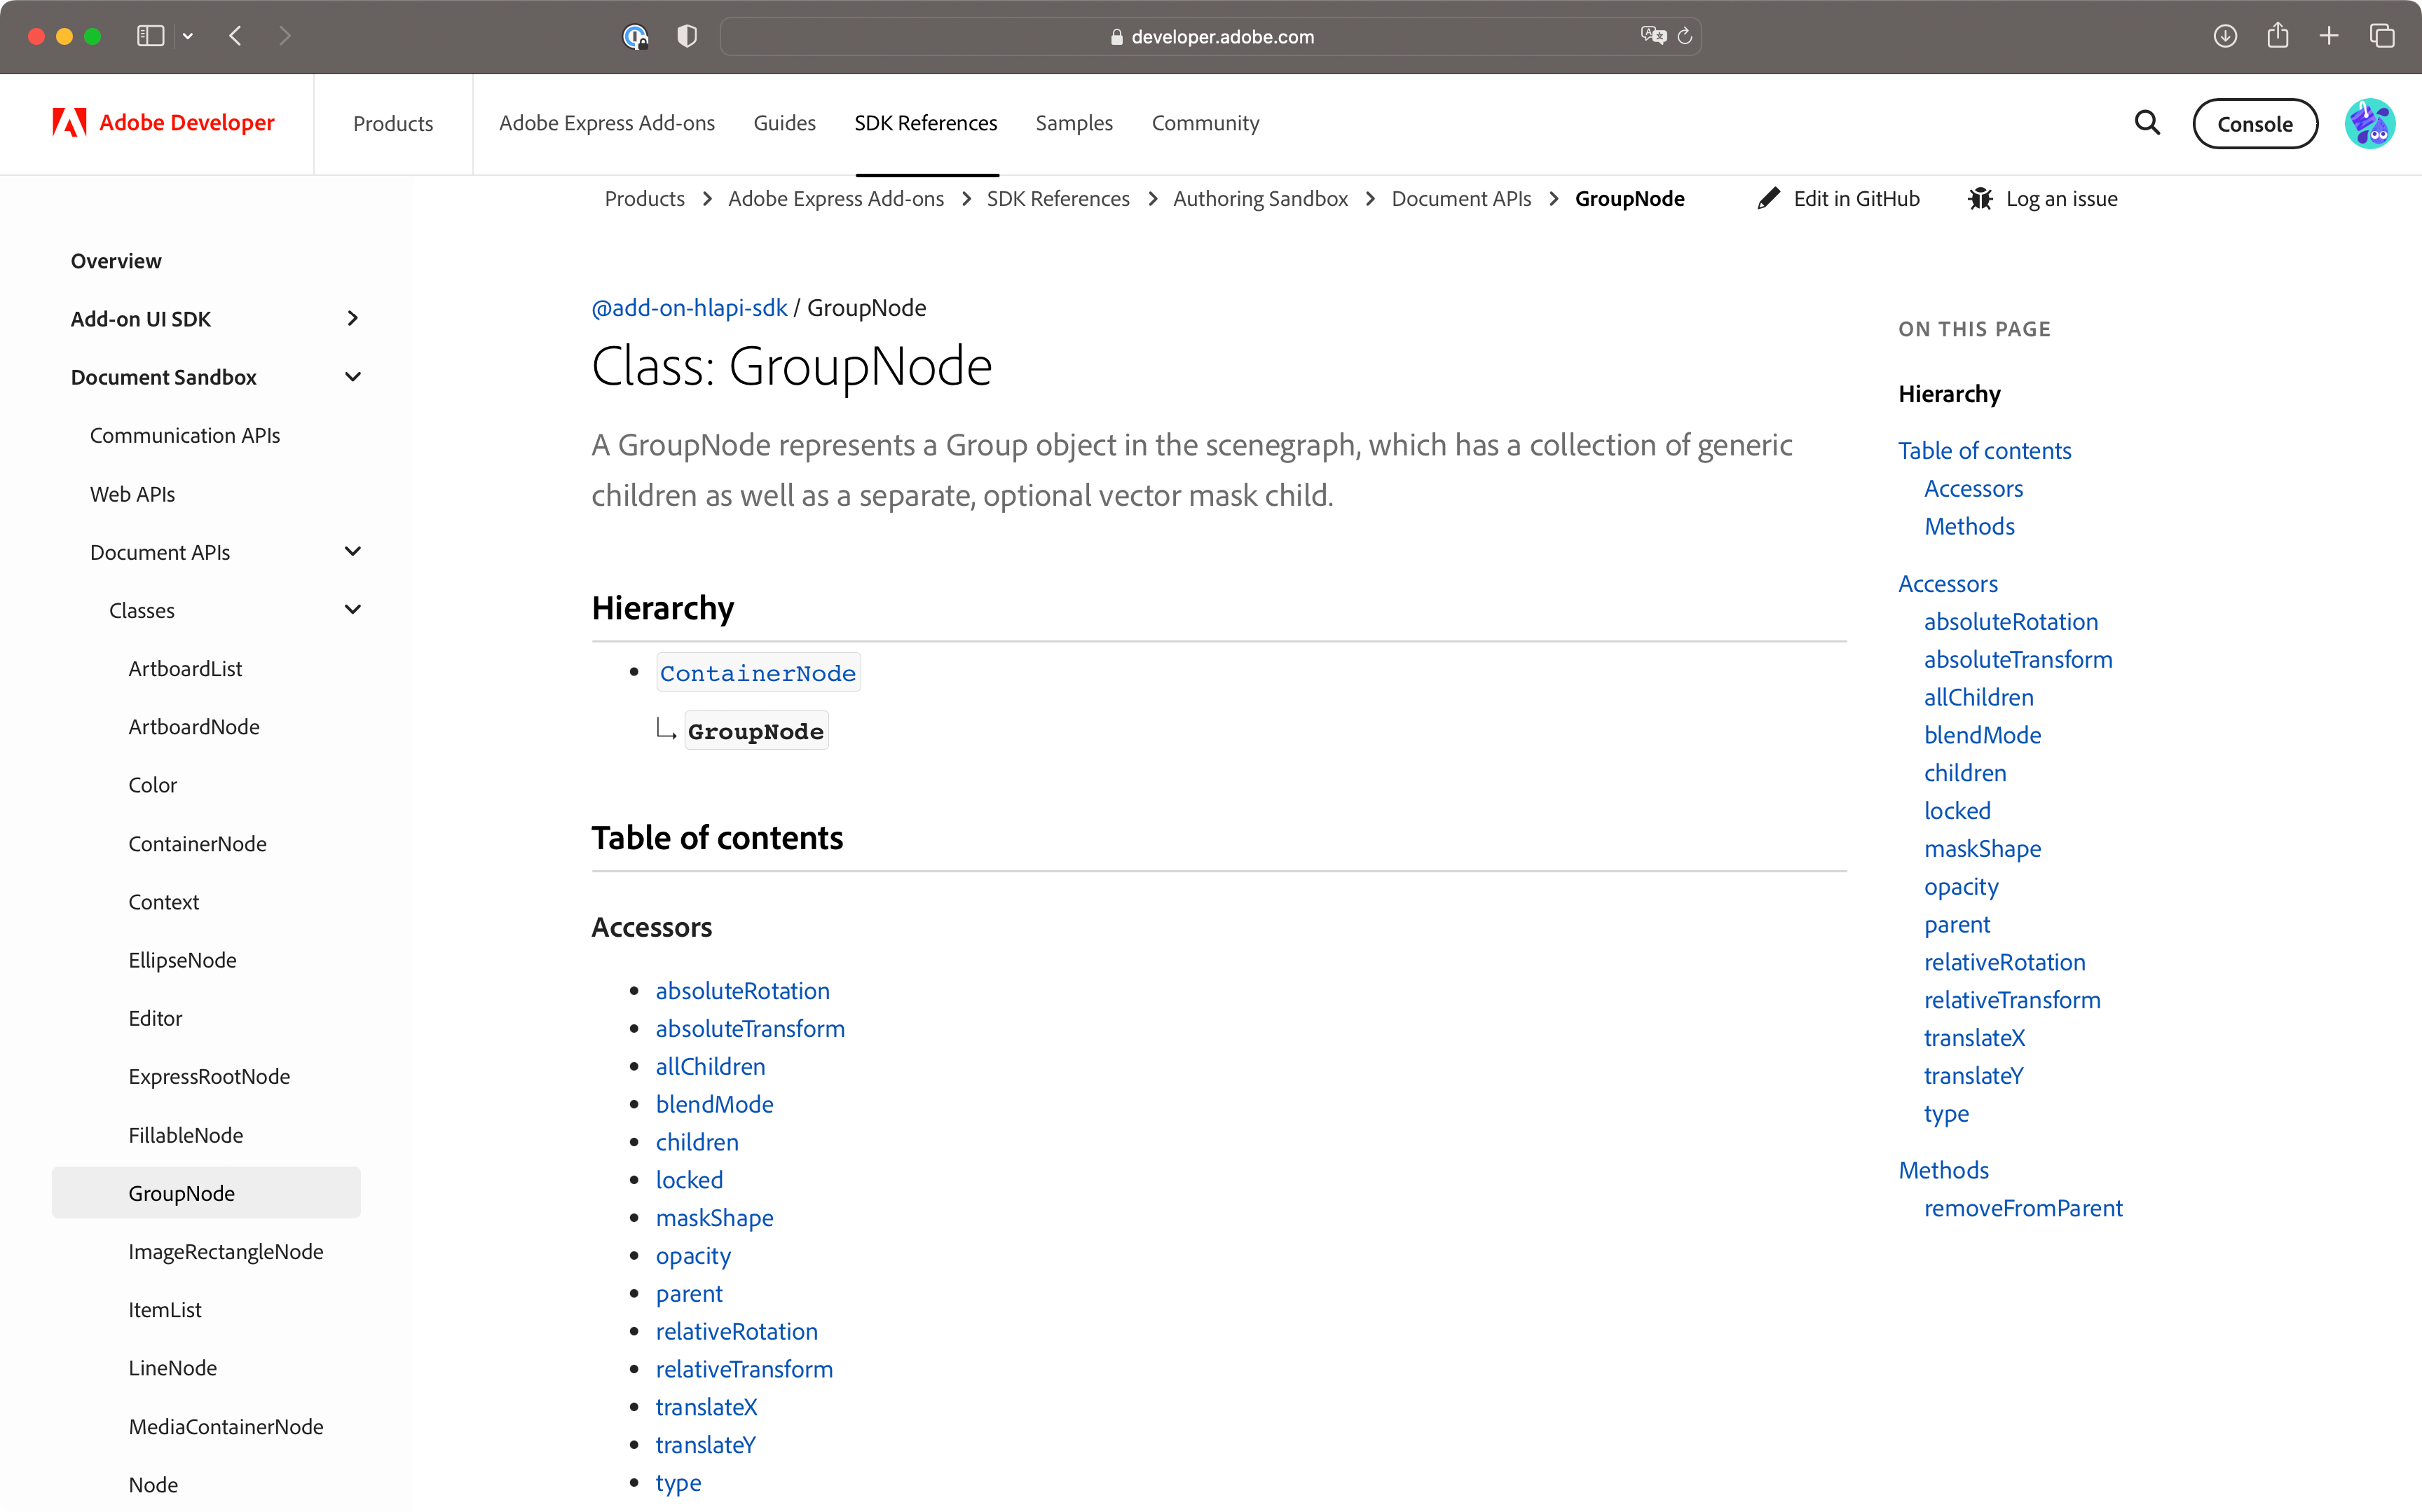 developer.adobe.com
Adobe Developer
Products
Adobe Express Add-ons
Guides
SDK References
Samples
Community
Console
Products > Adobe Express Add-ons > SDK References > Authoring Sandbox > Document APIs > GroupNode
Edit in GitHub
Log an issue
Overview
Add-on UI SDK
Document Sandbox
Communication APIs
Web APIs
Document APIs
Classes
ArtboardList
ArtboardNode
Color
ContainerNode
Context
EllipseNode
Editor
ExpressRootNode
FillableNode
GroupNode
ImageRectangleNode
ItemList
LineNode
MediaContainerNode
Node
@add-on-hlapi-sdk / GroupNode
Class: GroupNode
A GroupNode represents a Group object in the scenegraph, which has a collection of generic
children as well as a separate, optional vector mask child.
Hierarchy
ContainerNode
GroupNode
Table of contents
Accessors
absoluteRotation
absoluteTransform
allChildren
blendMode
children
locked
maskShape
opacity
parent
relativeRotation
relativeTransform
translateX
translateY
type
ON THIS PAGE
Hierarchy
Table of contents
Accessors
Methods
Accessors
absoluteRotation
absoluteTransform
allChildren
blendMode
children
locked
maskShape
opacity
parent
relativeRotation
relativeTransform
translateX
translateY
type
Methods
removeFromParent